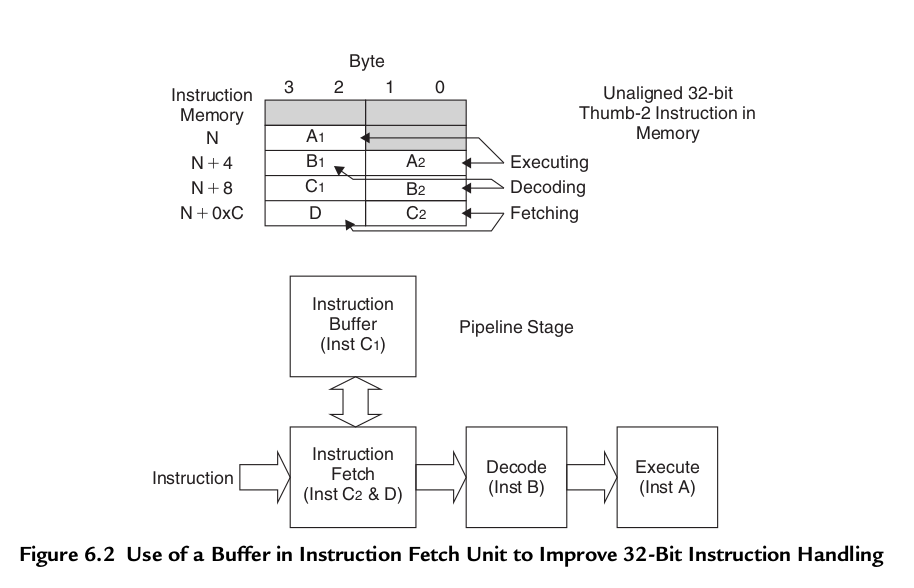 Byte
3 2 1 0
Instruction
Memory
Unaligned 32-bit
Thumb-2 Instruction in
Memory
N A1
N + 4 B1 A2 Executing
N + 8 C1 B2 Decoding
N + 0xC D C2 Fetching
Instruction
Buffer
(Inst C1)
Pipeline Stage
Instruction
Instruction
Fetch
(Inst C2 & D)
Decode
(Inst B)
Execute
(Inst A)
Figure 6.2 Use of a Buffer in Instruction Fetch Unit to Improve 32-Bit Instruction Handling